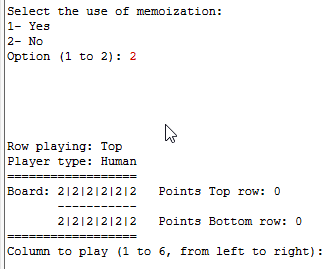 Select the use of memoization:
1- Yes
2- No
Option (1 to 2): 2
Row playing: Top
Player type: Human
==================
Board: 2|2|2|2|2|2   Points Top row: 0
       -----------
       2|2|2|2|2|2   Points Bottom row: 0
==================
Column to play (1 to 6, from left to right):